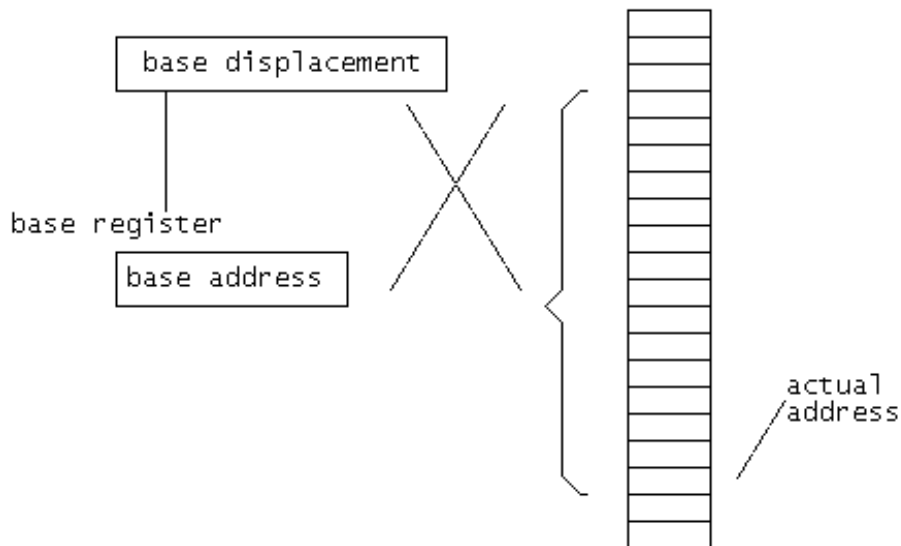 base displacement
base register
base address
actual
address